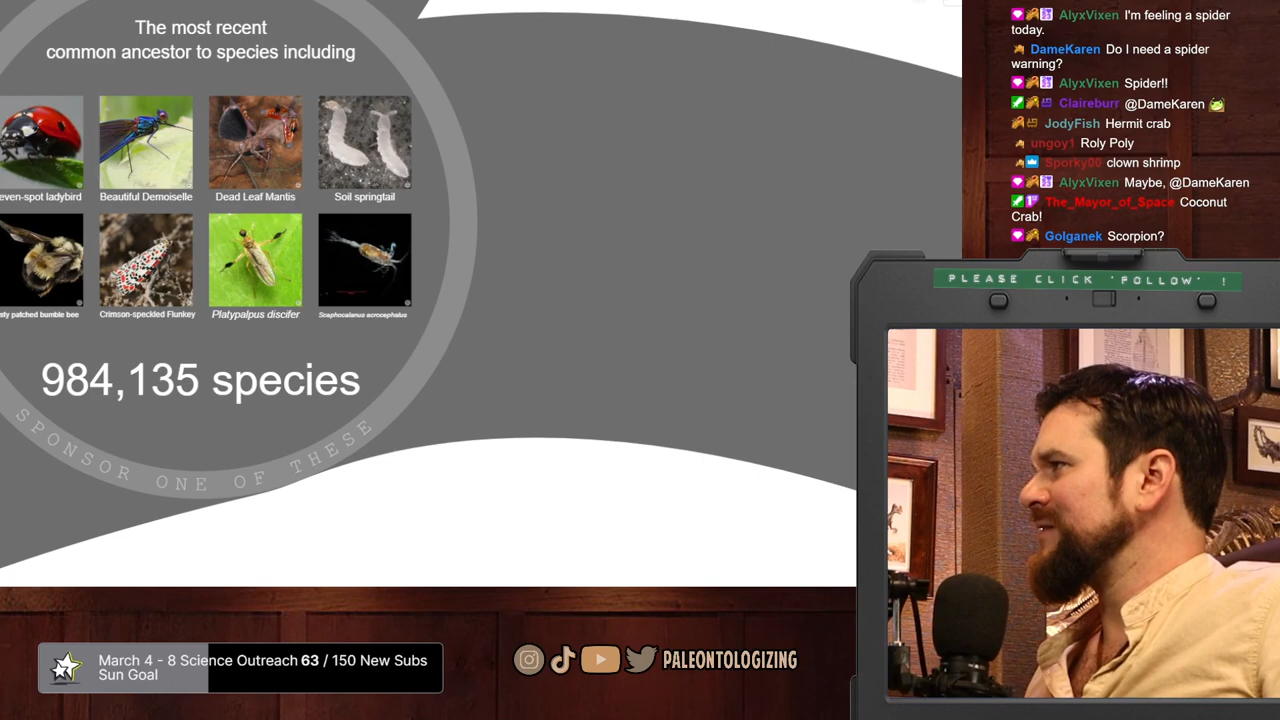 The most recent
common ancestor to species including
even-spot ladybird
Beautiful Demoiselle
Dead Leaf Mantis
Soil springtail
sty patched bumble bee
Crimson-speckled Flunkey
Platypalpus discifer
Scaphocalanus acrocephalus
984,135 species
SPONSOR ONE OF THESE
AlyxVixen I'm feeling a spider
today.
DameKaren Do I need a spider
warning?
AlyxVixen Spider!!
Claireburr @DameKaren
JodyFish Hermit crab
ungoy1 Roly Poly
Sporky00 clown shrimp
AlyxVixen Maybe, @DameKaren
The_Mayor_of_Space Coconut
Crab!
Golganek Scorpion?
PLEASE CLICK 'FOLLOW' !
March 4 - 8 Science Outreach 63 / 150 New Subs
Sun Goal
PALEONTOLOGIZING